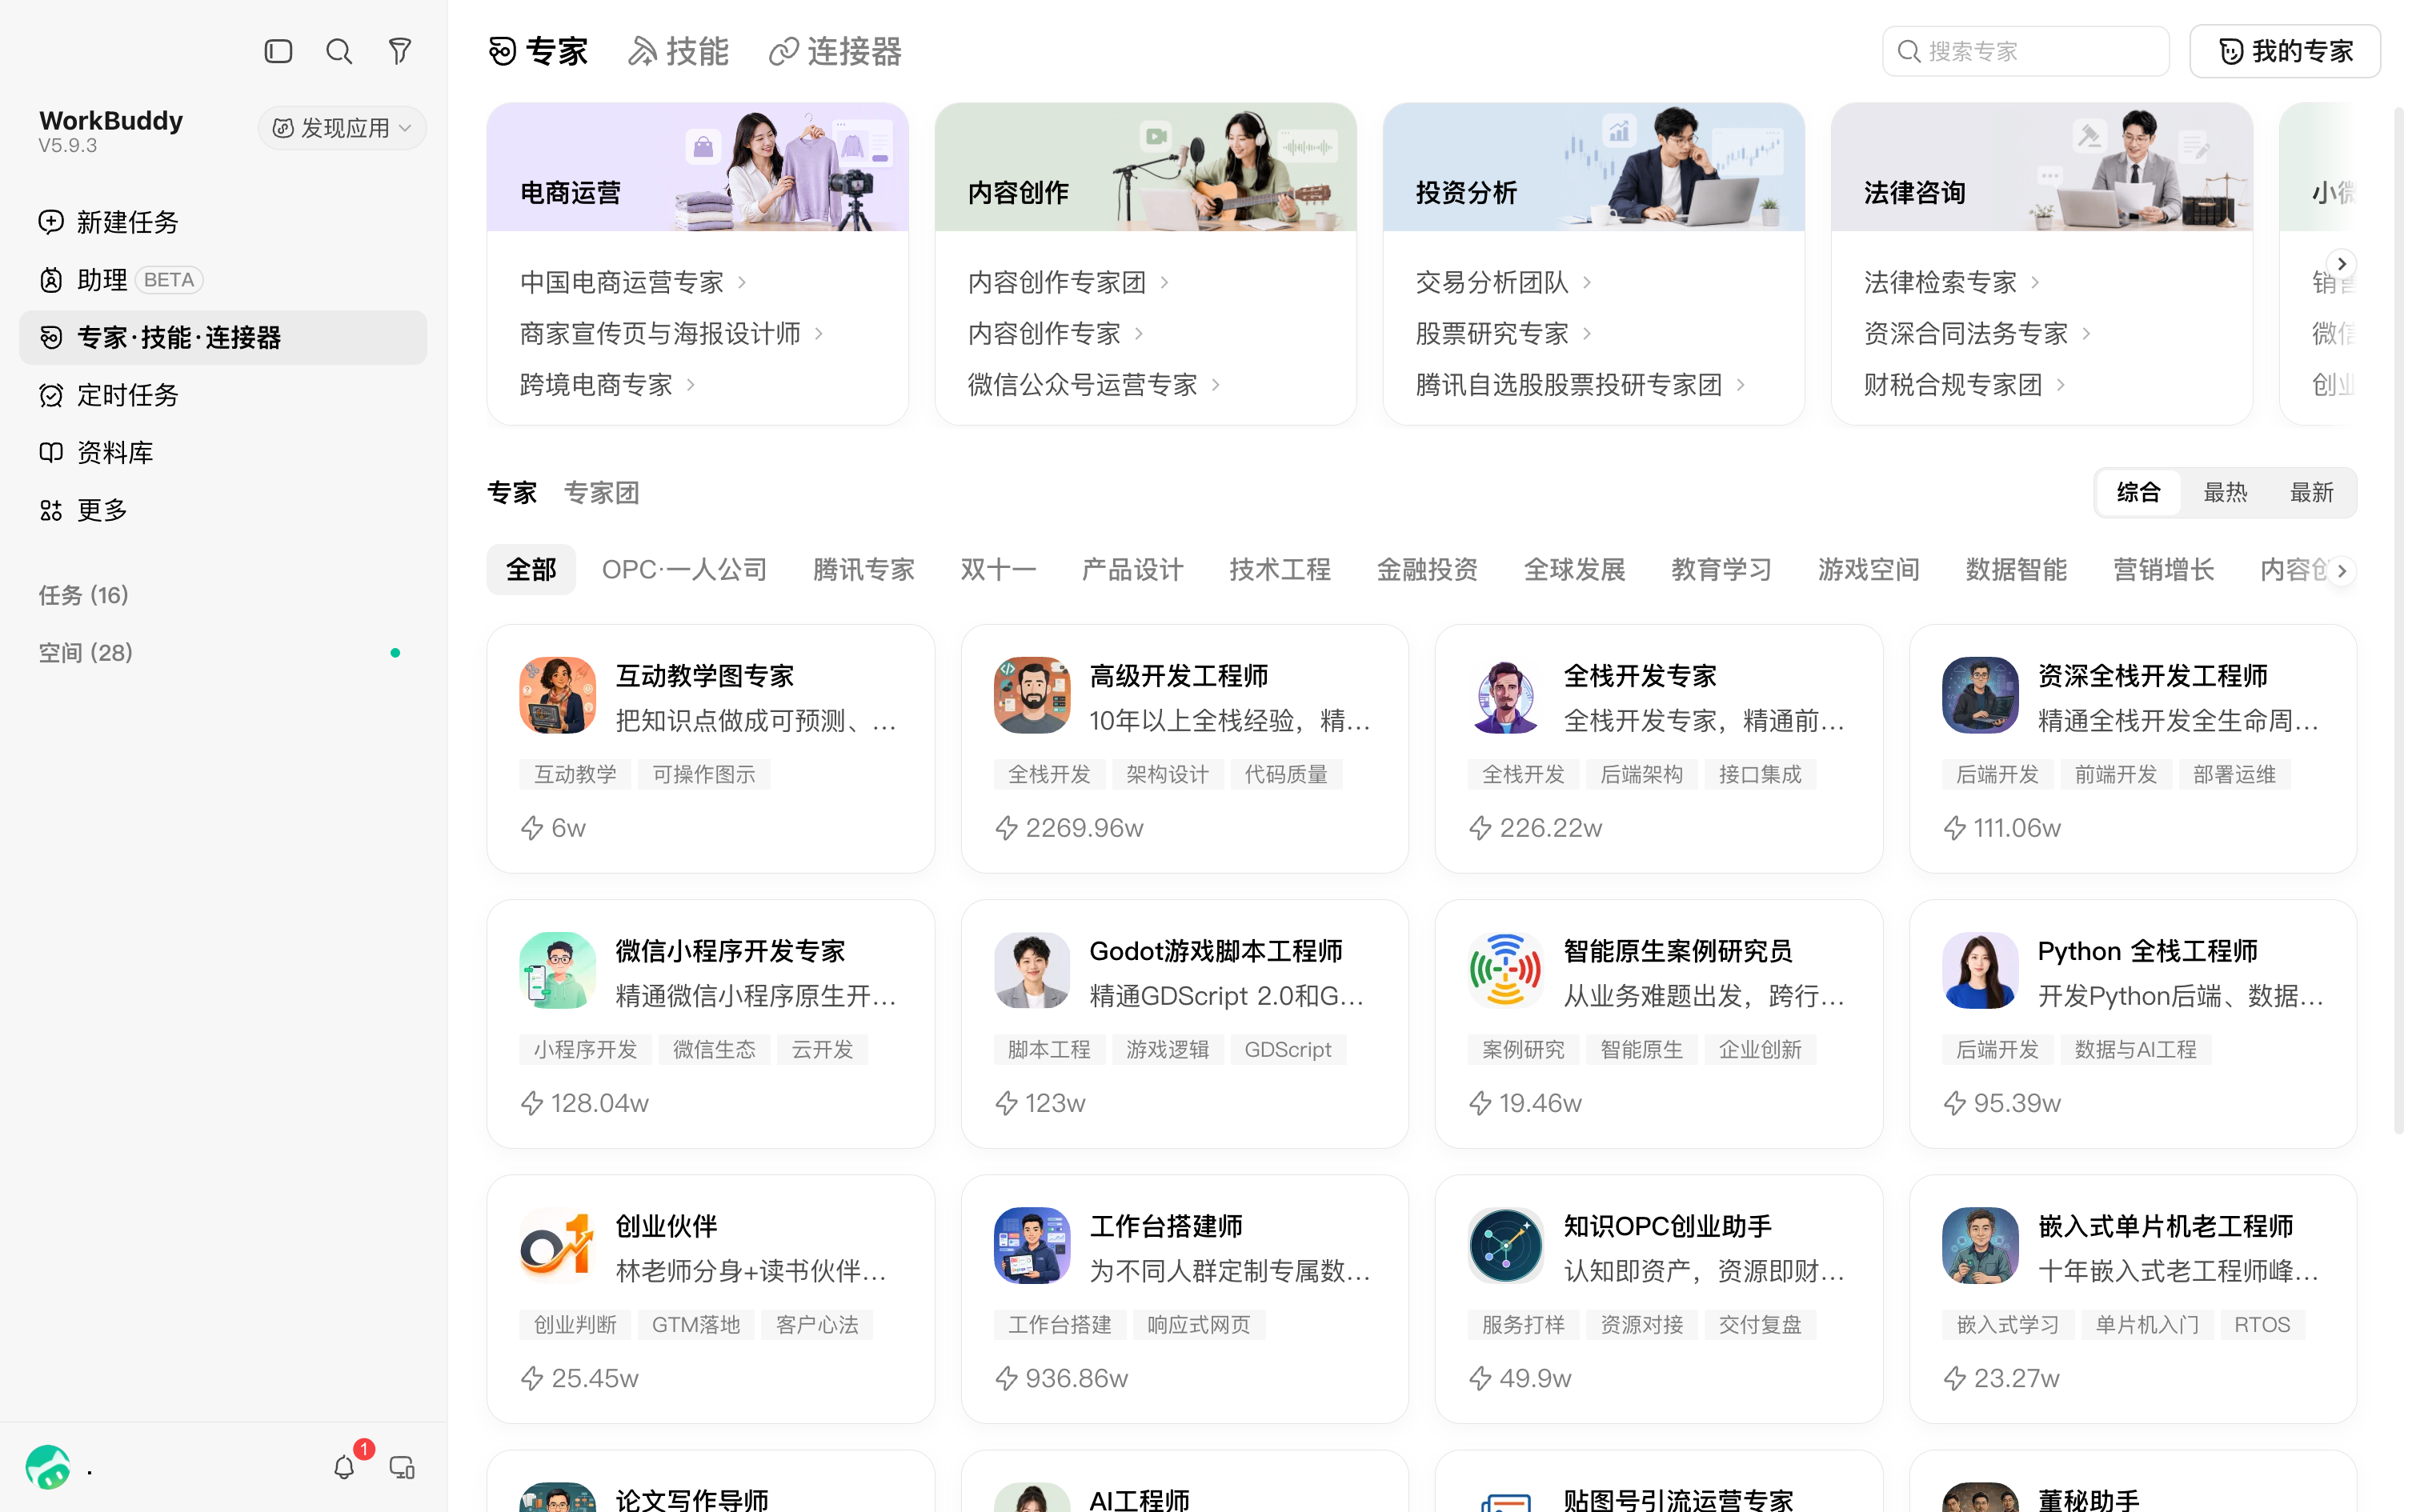 WorkBuddy
V5.9.3
发现应用
新建任务
助理 BETA
专家·技能·连接器
定时任务
资料库
更多
任务 (16)
空间 (28)
.
1
专家 技能 连接器
搜索专家
我的专家
电商运营
中国电商运营专家
商家宣传页与海报设计师
跨境电商专家
内容创作
内容创作专家团
内容创作专家
微信公众号运营专家
投资分析
交易分析团队
股票研究专家
腾讯自选股股票投研专家团
法律咨询
法律检索专家
资深合同法务专家
财税合规专家团
小微
销售
微信
创业
专家 专家团
综合 最热 最新
全部 OPC·一人公司 腾讯专家 双十一 产品设计 技术工程 金融投资 全球发展 教育学习 游戏空间 数据智能 营销增长 内容创
互动教学图专家
把知识点做成可预测、...
互动教学 可操作图示
6w
高级开发工程师
10年以上全栈经验，精...
全栈开发 架构设计 代码质量
2269.96w
全栈开发专家
全栈开发专家，精通前...
全栈开发 后端架构 接口集成
226.22w
资深全栈开发工程师
精通全栈开发全生命周...
后端开发 前端开发 部署运维
111.06w
微信小程序开发专家
精通微信小程序原生开...
小程序开发 微信生态 云开发
128.04w
Godot游戏脚本工程师
精通GDScript 2.0和G...
脚本工程 游戏逻辑 GDScript
123w
智能原生案例研究员
从业务难题出发，跨行...
案例研究 智能原生 企业创新
19.46w
Python 全栈工程师
开发Python后端、数据...
后端开发 数据与AI工程
95.39w
创业伙伴
林老师分身+读书伙伴...
创业判断 GTM落地 客户心法
25.45w
工作台搭建师
为不同人群定制专属数...
工作台搭建 响应式网页
936.86w
知识OPC创业助手
认知即资产，资源即财...
服务打样 资源对接 交付复盘
49.9w
嵌入式单片机老工程师
十年嵌入式老工程师峰...
嵌入式学习 单片机入门 RTOS
23.27w
论文写作导师
AI工程师
贴图号引流运营专家
董秘助手